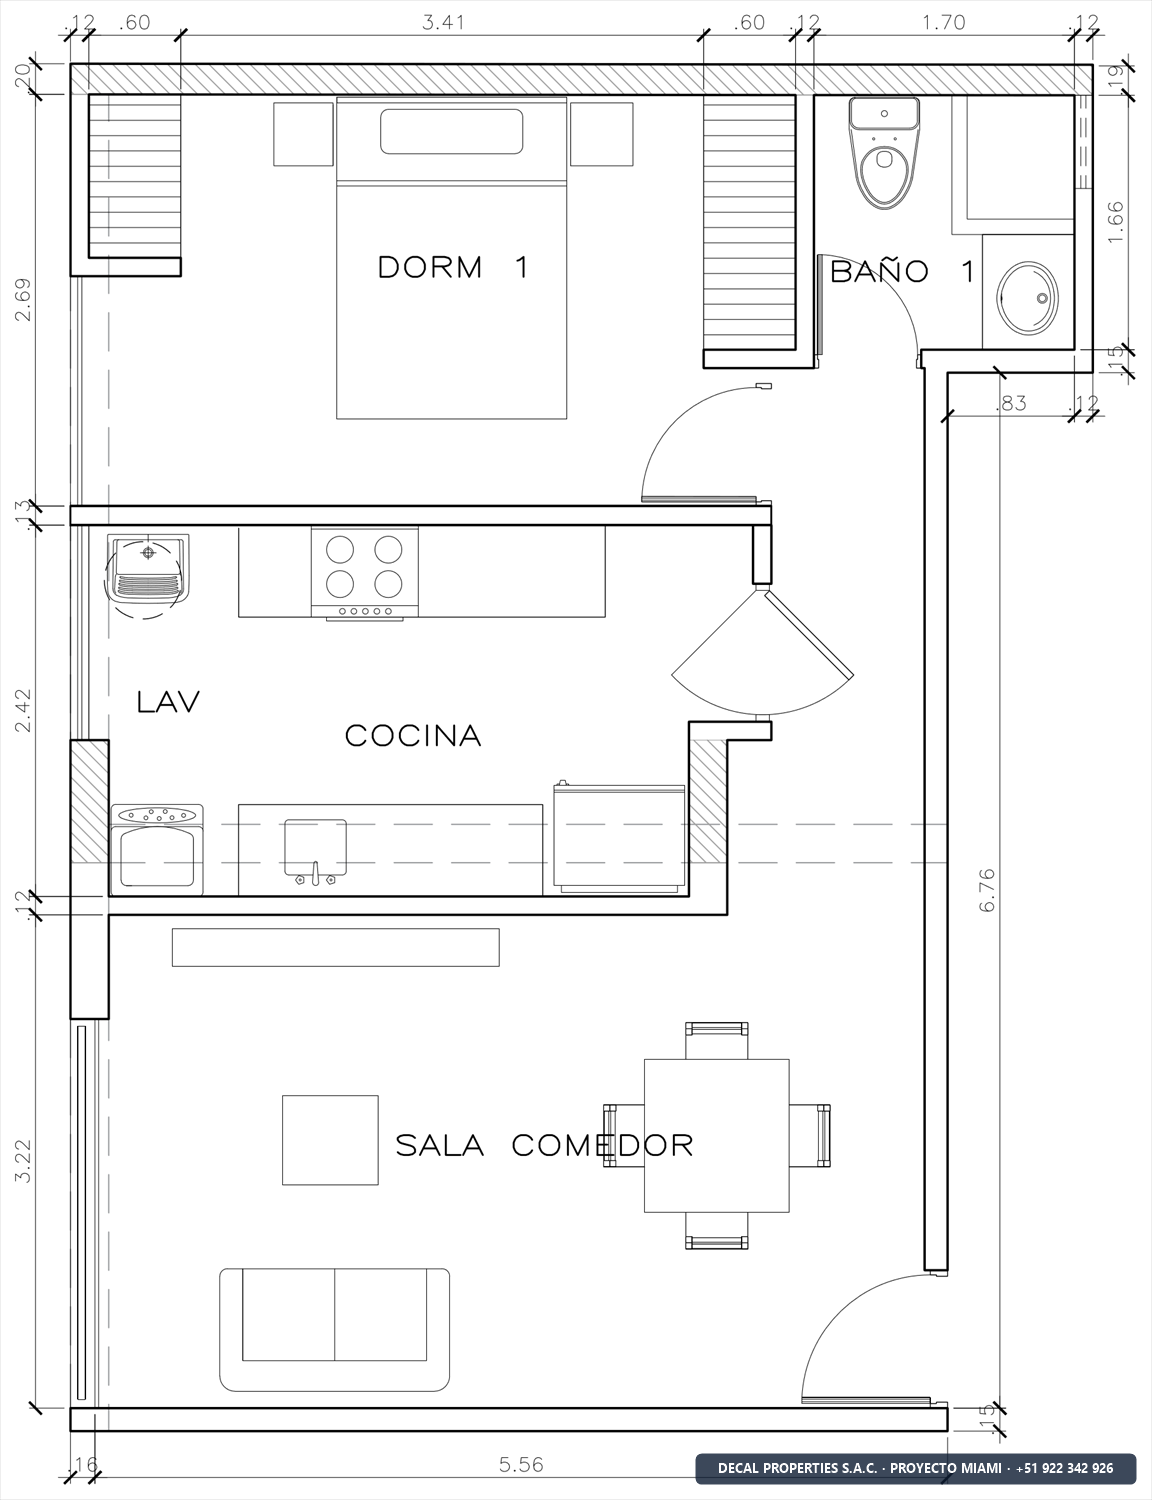 .12 .60 3.41 .60 .12 1.70 .12
.20
.19
2.69
1.66
DORM 1
BAÑO 1
.15
.83 .12
.13
2.42
LAV
COCINA
6.76
.12
3.22
SALA COMEDOR
.15
.16 5.56
DECAL PROPERTIES S.A.C. · PROYECTO MIAMI · +51 922 342 926